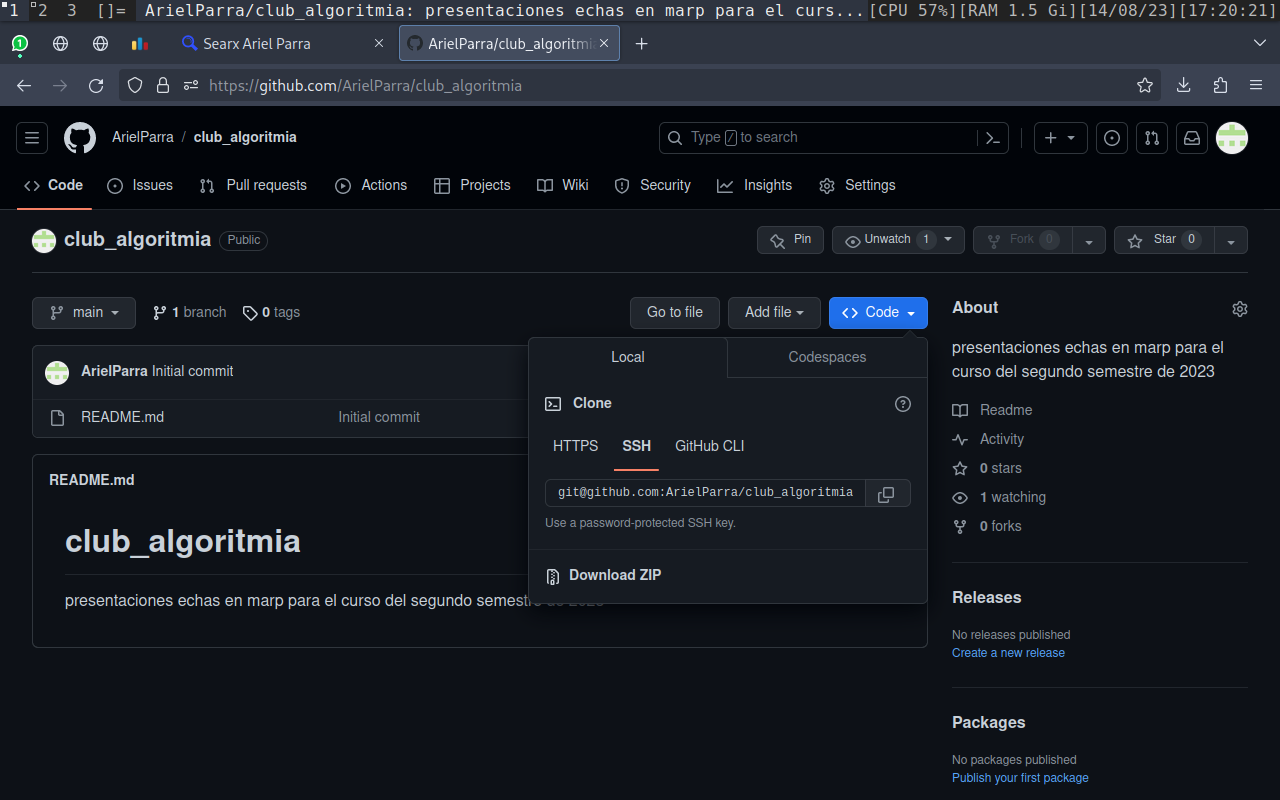 1 2 3 []= ArielParra/club_algoritmia: presentaciones echas en marp para el curs...[CPU 57%][RAM 1.5 Gi][14/08/23][17:20:21]
1 Searx Ariel Parra ArielParra/club_algoritmi
https://github.com/ArielParra/club_algoritmia
ArielParra / club_algoritmia Type / to search
Code Issues Pull requests Actions Projects Wiki Security Insights Settings
club_algoritmia Public Pin Unwatch 1 Fork 0 Star 0
main 1 branch 0 tags Go to file Add file Code
About
presentaciones echas en marp para el
curso del segundo semestre de 2023
Readme
Activity
0 stars
1 watching
0 forks
Releases
No releases published
Create a new release
Packages
No packages published
Publish your first package
ArielParra Initial commit
README.md Initial commit
Local Codespaces
Clone
HTTPS SSH GitHub CLI
git@github.com:ArielParra/club_algoritmia
Use a password-protected SSH key.
Download ZIP
README.md
club_algoritmia
presentaciones echas en marp para el curso del segundo semestre de 2023